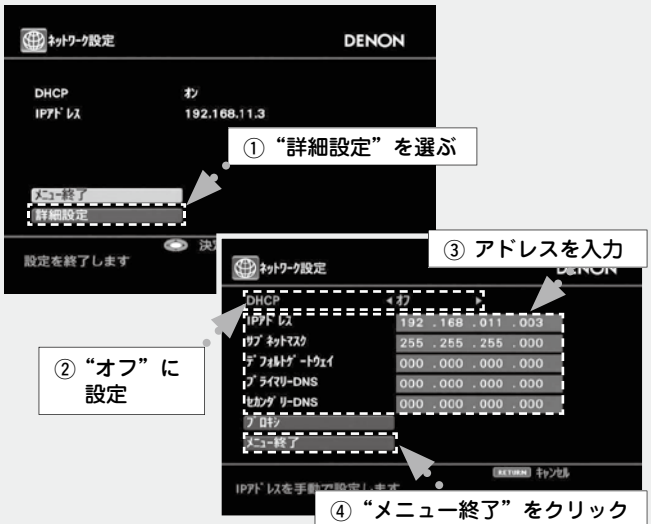 ネットワーク設定
DENON
DHCP オン
IPアドレス 192.168.11.3
① “詳細設定”を選ぶ
メニュー終了
詳細設定
設定を終了します
③ アドレスを入力
ネットワーク設定
DENON
DHCP オフ
IPアドレス 192 .168 .011 .003
サブネットマスク 255 .255 .255 .000
デフォルトゲートウェイ 000 .000 .000 .000
プライマリーDNS 000 .000 .000 .000
セカンダリーDNS 000 .000 .000 .000
プロキシ
メニュー終了
② “オフ”に
設定
RETURN キャンセル
IPアドレスを手動で設定します
④ “メニュー終了”をクリック